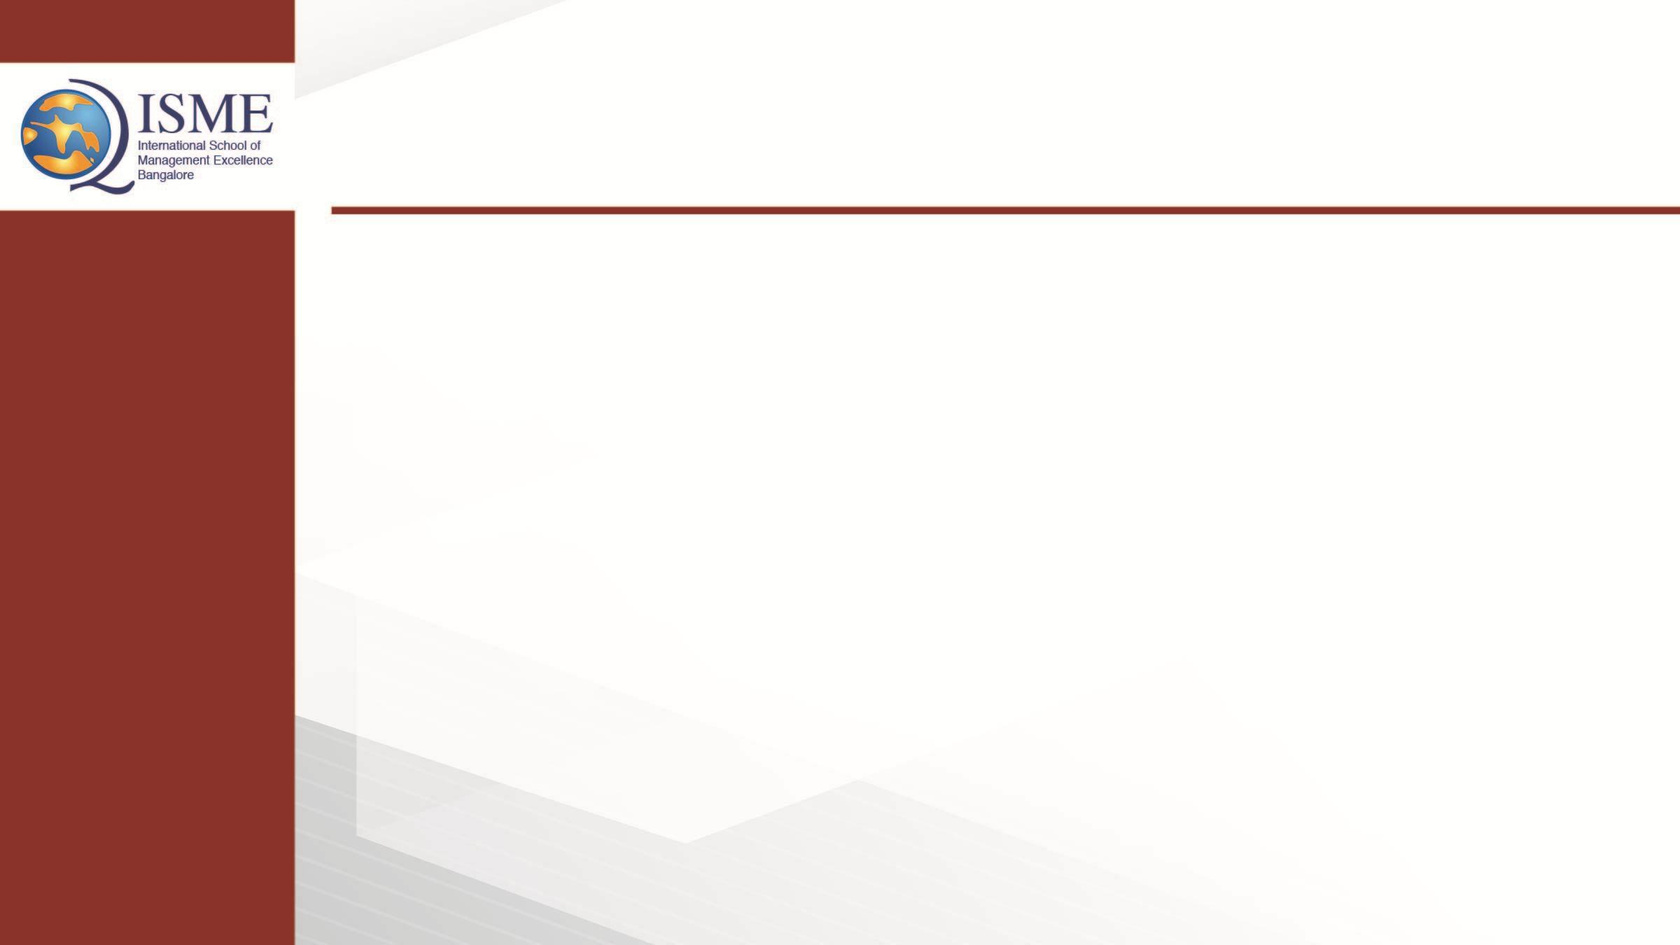 ISME
International School of
Management Excellence
Bangalore